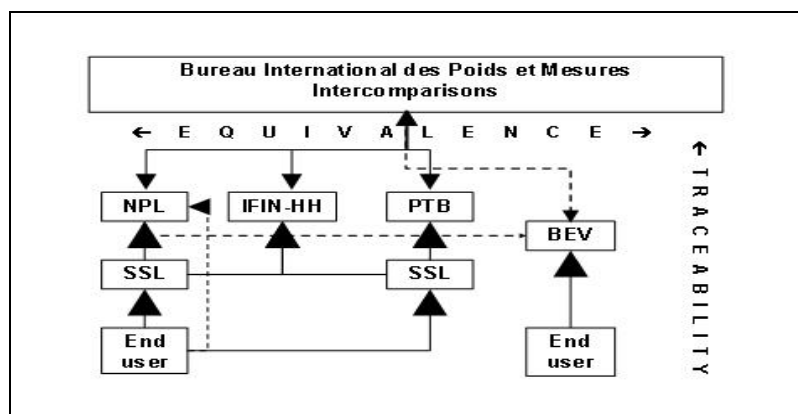 Bureau International des Poids et Mesures
Intercomparisons
← E Q U I V A L E N C E →
NPL
IFIN-HH
PTB
BEV
SSL
SSL
End
user
End
user
← T R A C E A B I L I T Y